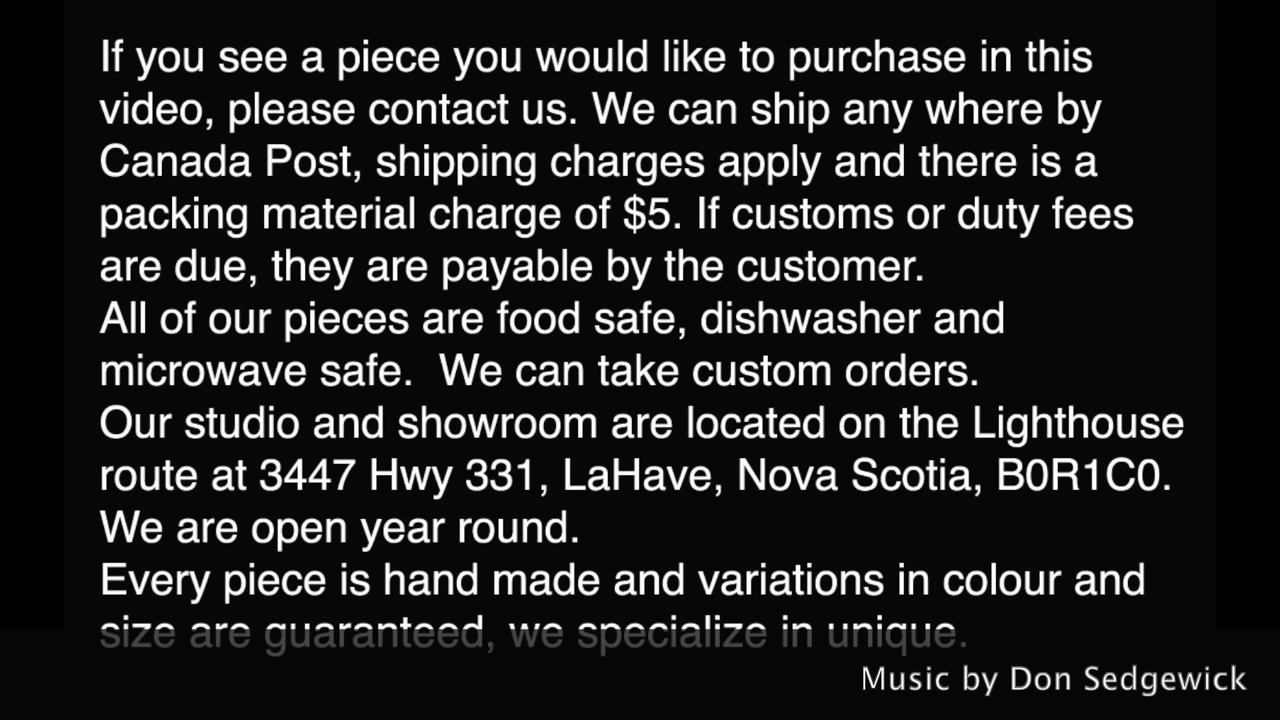 If you see a piece you would like to purchase in this
video, please contact us. We can ship any where by
Canada Post, shipping charges apply and there is a
packing material charge of $5. If customs or duty fees
are due, they are payable by the customer.
All of our pieces are food safe, dishwasher and
microwave safe.  We can take custom orders.
Our studio and showroom are located on the Lighthouse
route at 3447 Hwy 331, LaHave, Nova Scotia, B0R1C0.
We are open year round.
Every piece is hand made and variations in colour and
size are guaranteed, we specialize in unique.
Music by Don Sedgewick